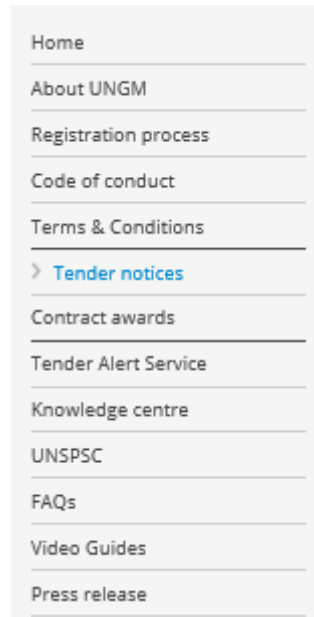 Home
About UNGM
Registration process
Code of conduct
Terms & Conditions
Tender notices
Contract awards
Tender Alert Service
Knowledge centre
UNSPSC
FAQs
Video Guides
Press release